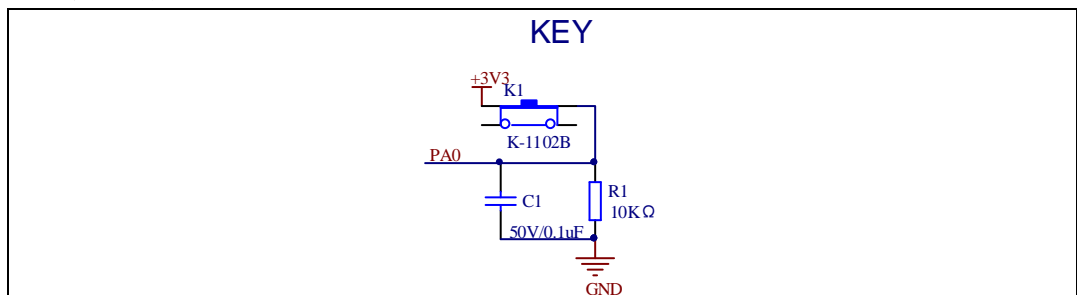 KEY
+3V3
K1
K-1102B
PA0
C1
R1
10KΩ
50V/0.1uF
GND